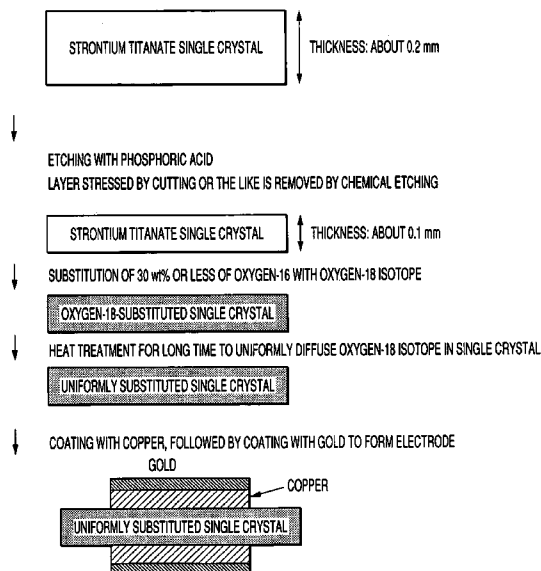 STRONTIUM TITANATE SINGLE CRYSTAL
THICKNESS: ABOUT 0.2 mm
ETCHING WITH PHOSPHORIC ACID
LAYER STRESSED BY CUTTING OR THE LIKE IS REMOVED BY CHEMICAL ETCHING
STRONTIUM TITANATE SINGLE CRYSTAL
THICKNESS: ABOUT 0.1 mm
SUBSTITUTION OF 30 wt% OR LESS OF OXYGEN-16 WITH OXYGEN-18 ISOTOPE
OXYGEN-18-SUBSTITUTED SINGLE CRYSTAL
HEAT TREATMENT FOR LONG TIME TO UNIFORMLY DIFFUSE OXYGEN-18 ISOTOPE IN SINGLE CRYSTAL
UNIFORMLY SUBSTITUTED SINGLE CRYSTAL
COATING WITH COPPER, FOLLOWED BY COATING WITH GOLD TO FORM ELECTRODE
GOLD
COPPER
UNIFORMLY SUBSTITUTED SINGLE CRYSTAL